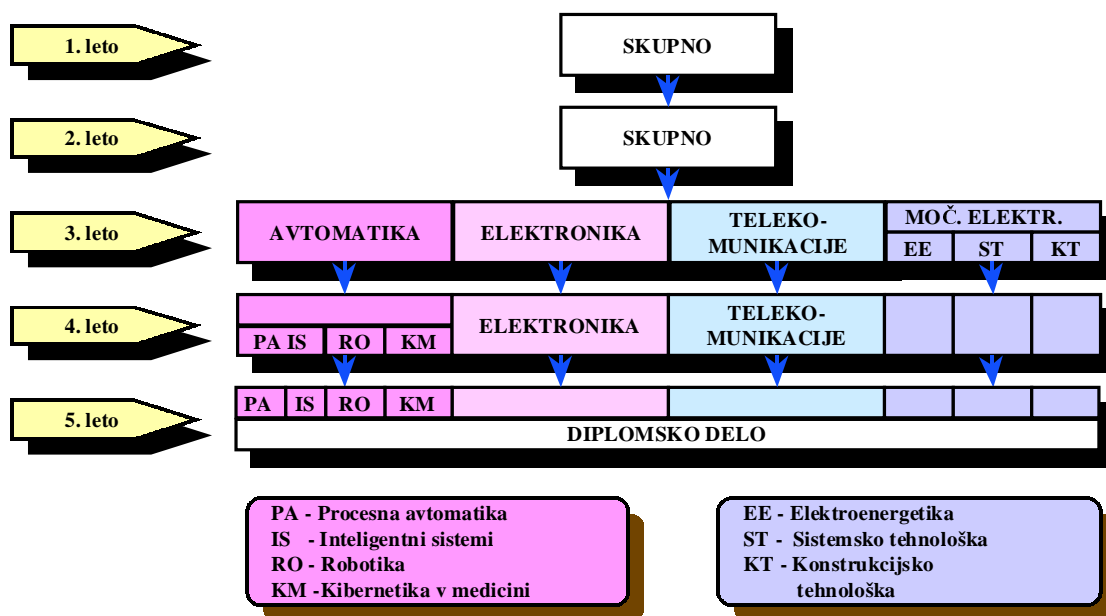 1. leto
SKUPNO
2. leto
SKUPNO
3. leto
AVTOMATIKA
ELEKTRONIKA
TELEKO-
MUNIKACIJE
MOČ. ELEKTR.
EE
ST
KT
4. leto
PA IS
RO
KM
ELEKTRONIKA
TELEKO-
MUNIKACIJE
5. leto
PA
IS
RO
KM
DIPLOMSKO DELO
PA - Procesna avtomatika
IS - Inteligentni sistemi
RO - Robotika
KM - Kibernetika v medicini
EE - Elektroenergetika
ST - Sistemsko tehnološka
KT - Konstrukcijsko
tehnološka